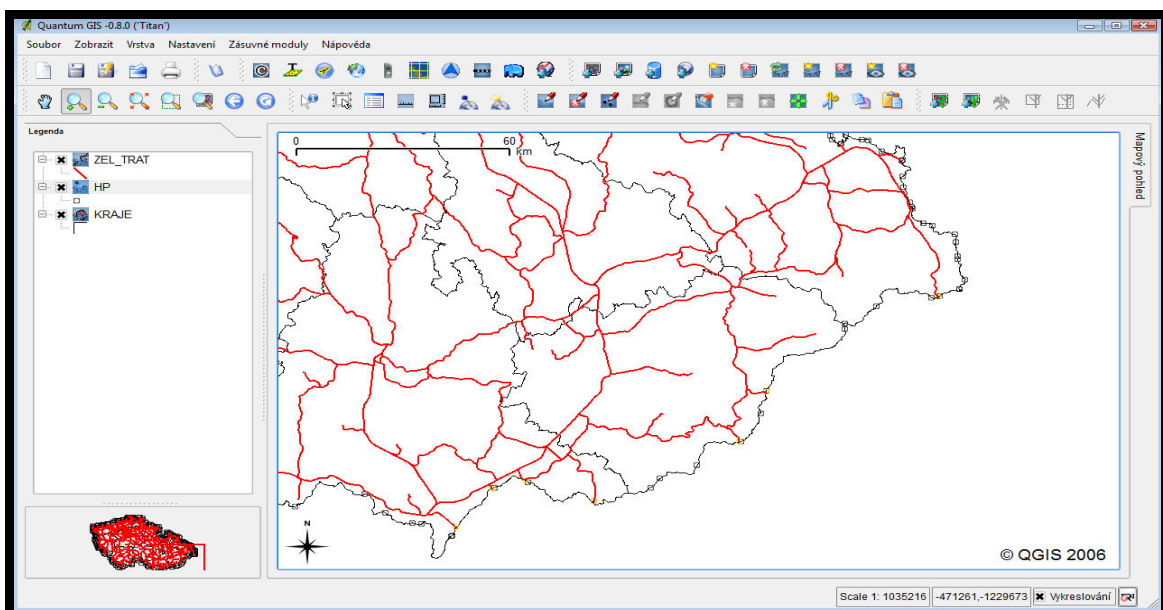 Quantum GIS -0.8.0 ('Titan')
Soubor Zobrazit Vrstva Nastavení Zásuvné moduly Nápověda
Legenda
ZEL_TRAT
HP
KRAJE
0 60
km
Mapový pohled
N
© QGIS 2006
Scale 1: 1035216 -471261,-1229673 Vykreslování